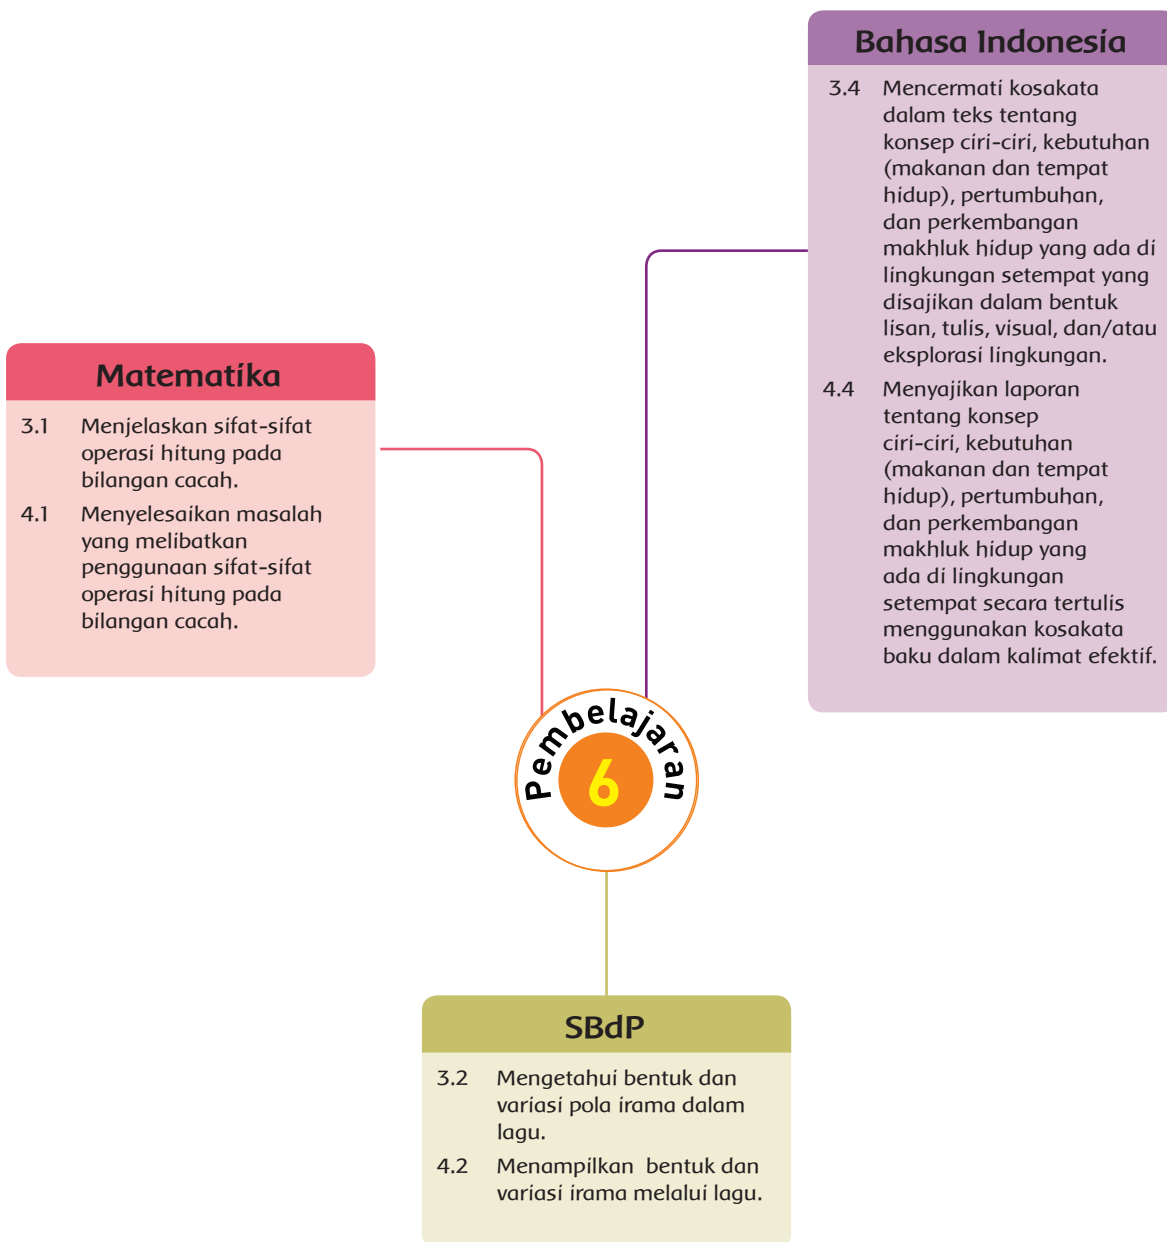 Bahasa Indonesia
3.4 Mencermati kosakata
dalam teks tentang
konsep ciri-ciri, kebutuhan
(makanan dan tempat
hidup), pertumbuhan,
dan perkembangan
makhluk hidup yang ada di
lingkungan setempat yang
disajikan dalam bentuk
lisan, tulis, visual, dan/atau
eksplorasi lingkungan.
4.4 Menyajikan laporan
tentang konsep
ciri-ciri, kebutuhan
(makanan dan tempat
hidup), pertumbuhan,
dan perkembangan
makhluk hidup yang
ada di lingkungan
setempat secara tertulis
menggunakan kosakata
baku dalam kalimat efektif.
Matematika
3.1 Menjelaskan sifat-sifat
operasi hitung pada
bilangan cacah.
4.1 Menyelesaikan masalah
yang melibatkan
penggunaan sifat-sifat
operasi hitung pada
bilangan cacah.
Pembelajaran
6
SBdP
3.2 Mengetahui bentuk dan
variasi pola irama dalam
lagu.
4.2 Menampilkan bentuk dan
variasi irama melalui lagu.